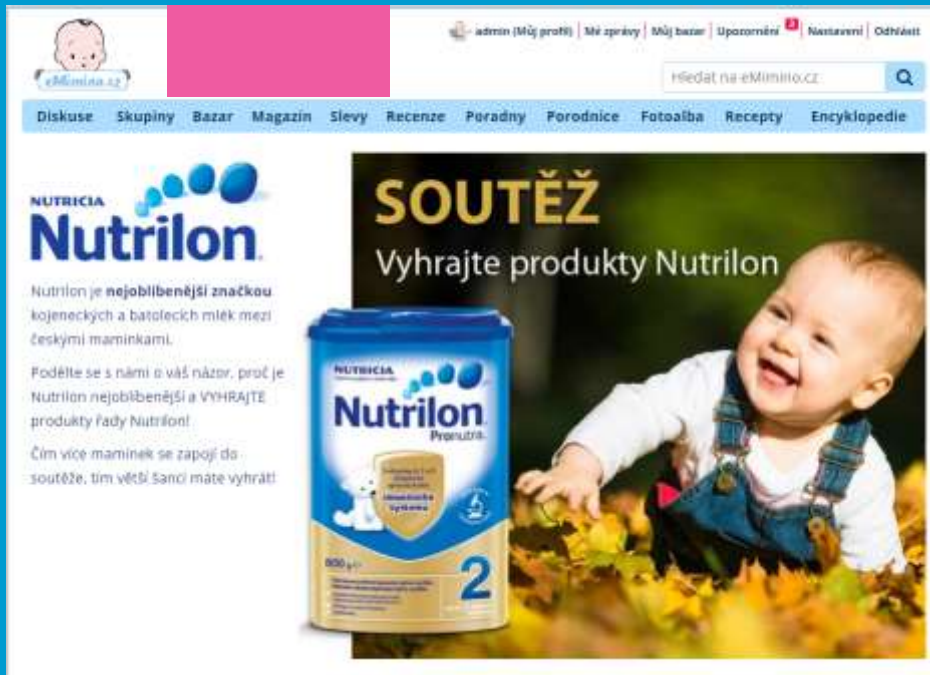 eMimino.cz
admin (Můj profil) | Mé zprávy | Můj bazar | Upozornění | Nastavení | Odhlásit
Hledat na eMimino.cz
Diskuse Skupiny Bazar Magazín Slevy Recenze Poradny Porodnice Fotoalba Recepty Encyklopedie
NUTRICIA
Nutrilon
Nutrilon je nejoblíbenější značkou
kojeneckých a batolecích mlék mezi
českými maminkami.
Podělte se s námi o váš názor, proč je
Nutrilon nejoblíbenější a VYHRAJTE
produkty řady Nutrilon!
Čím více maminek se zapojí do
soutěže, tím větší šanci máte vyhrát!
SOUTĚŽ
Vyhrajte produkty Nutrilon
NUTRICIA
Nutrilon
Pronutra
800 g
2